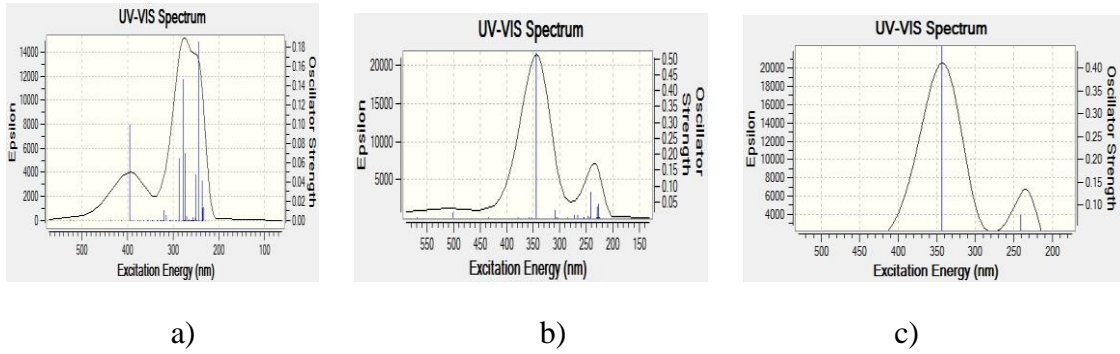 UV-VIS Spectrum
Epsilon
14000
12000
10000
8000
6000
4000
2000
0
0.18
0.16
0.14
0.12
0.10
0.08
0.06
0.04
0.02
0.00
Oscillator Strength
500 400 300 200 100
Excitation Energy (nm)
a)
UV-VIS Spectrum
Epsilon
20000
15000
10000
5000
0.50
0.45
0.40
0.35
0.30
0.25
0.20
0.15
0.10
0.05
Oscillator
Strength
550 500 450 400 350 300 250 200 150
Excitation Energy (nm)
b)
UV-VIS Spectrum
Epsilon
20000
18000
16000
14000
12000
10000
8000
6000
4000
0.40
0.35
0.30
0.25
0.20
0.15
0.10
Oscillator Strength
500 450 400 350 300 250 200
Excitation Energy (nm)
c)